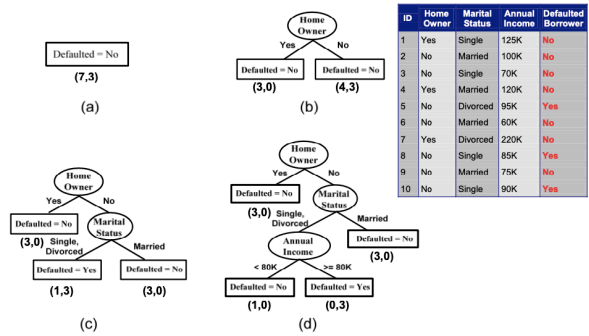 Defaulted = No
(7,3)
(a)
Home
Owner
Yes No
Defaulted = No Defaulted = No
(3,0) (4,3)
(b)
ID Home Owner Marital Status Annual Income Defaulted Borrower
1 Yes Single 125K No
2 No Married 100K No
3 No Single 70K No
4 Yes Married 120K No
5 No Divorced 95K Yes
6 No Married 60K No
7 Yes Divorced 220K No
8 No Single 85K Yes
9 No Married 75K No
10 No Single 90K Yes
Home
Owner
Yes No
Defaulted = No
Marital
Status
(3,0)
Single,
Divorced
Married
Defaulted = Yes Defaulted = No
(1,3) (3,0)
(c)
Home
Owner
Yes No
Defaulted = No
Marital
Status
(3,0)
Single,
Divorced
Married
Annual
Income
Defaulted = No
(3,0)
< 80K >= 80K
Defaulted = No Defaulted = Yes
(1,0) (0,3)
(d)